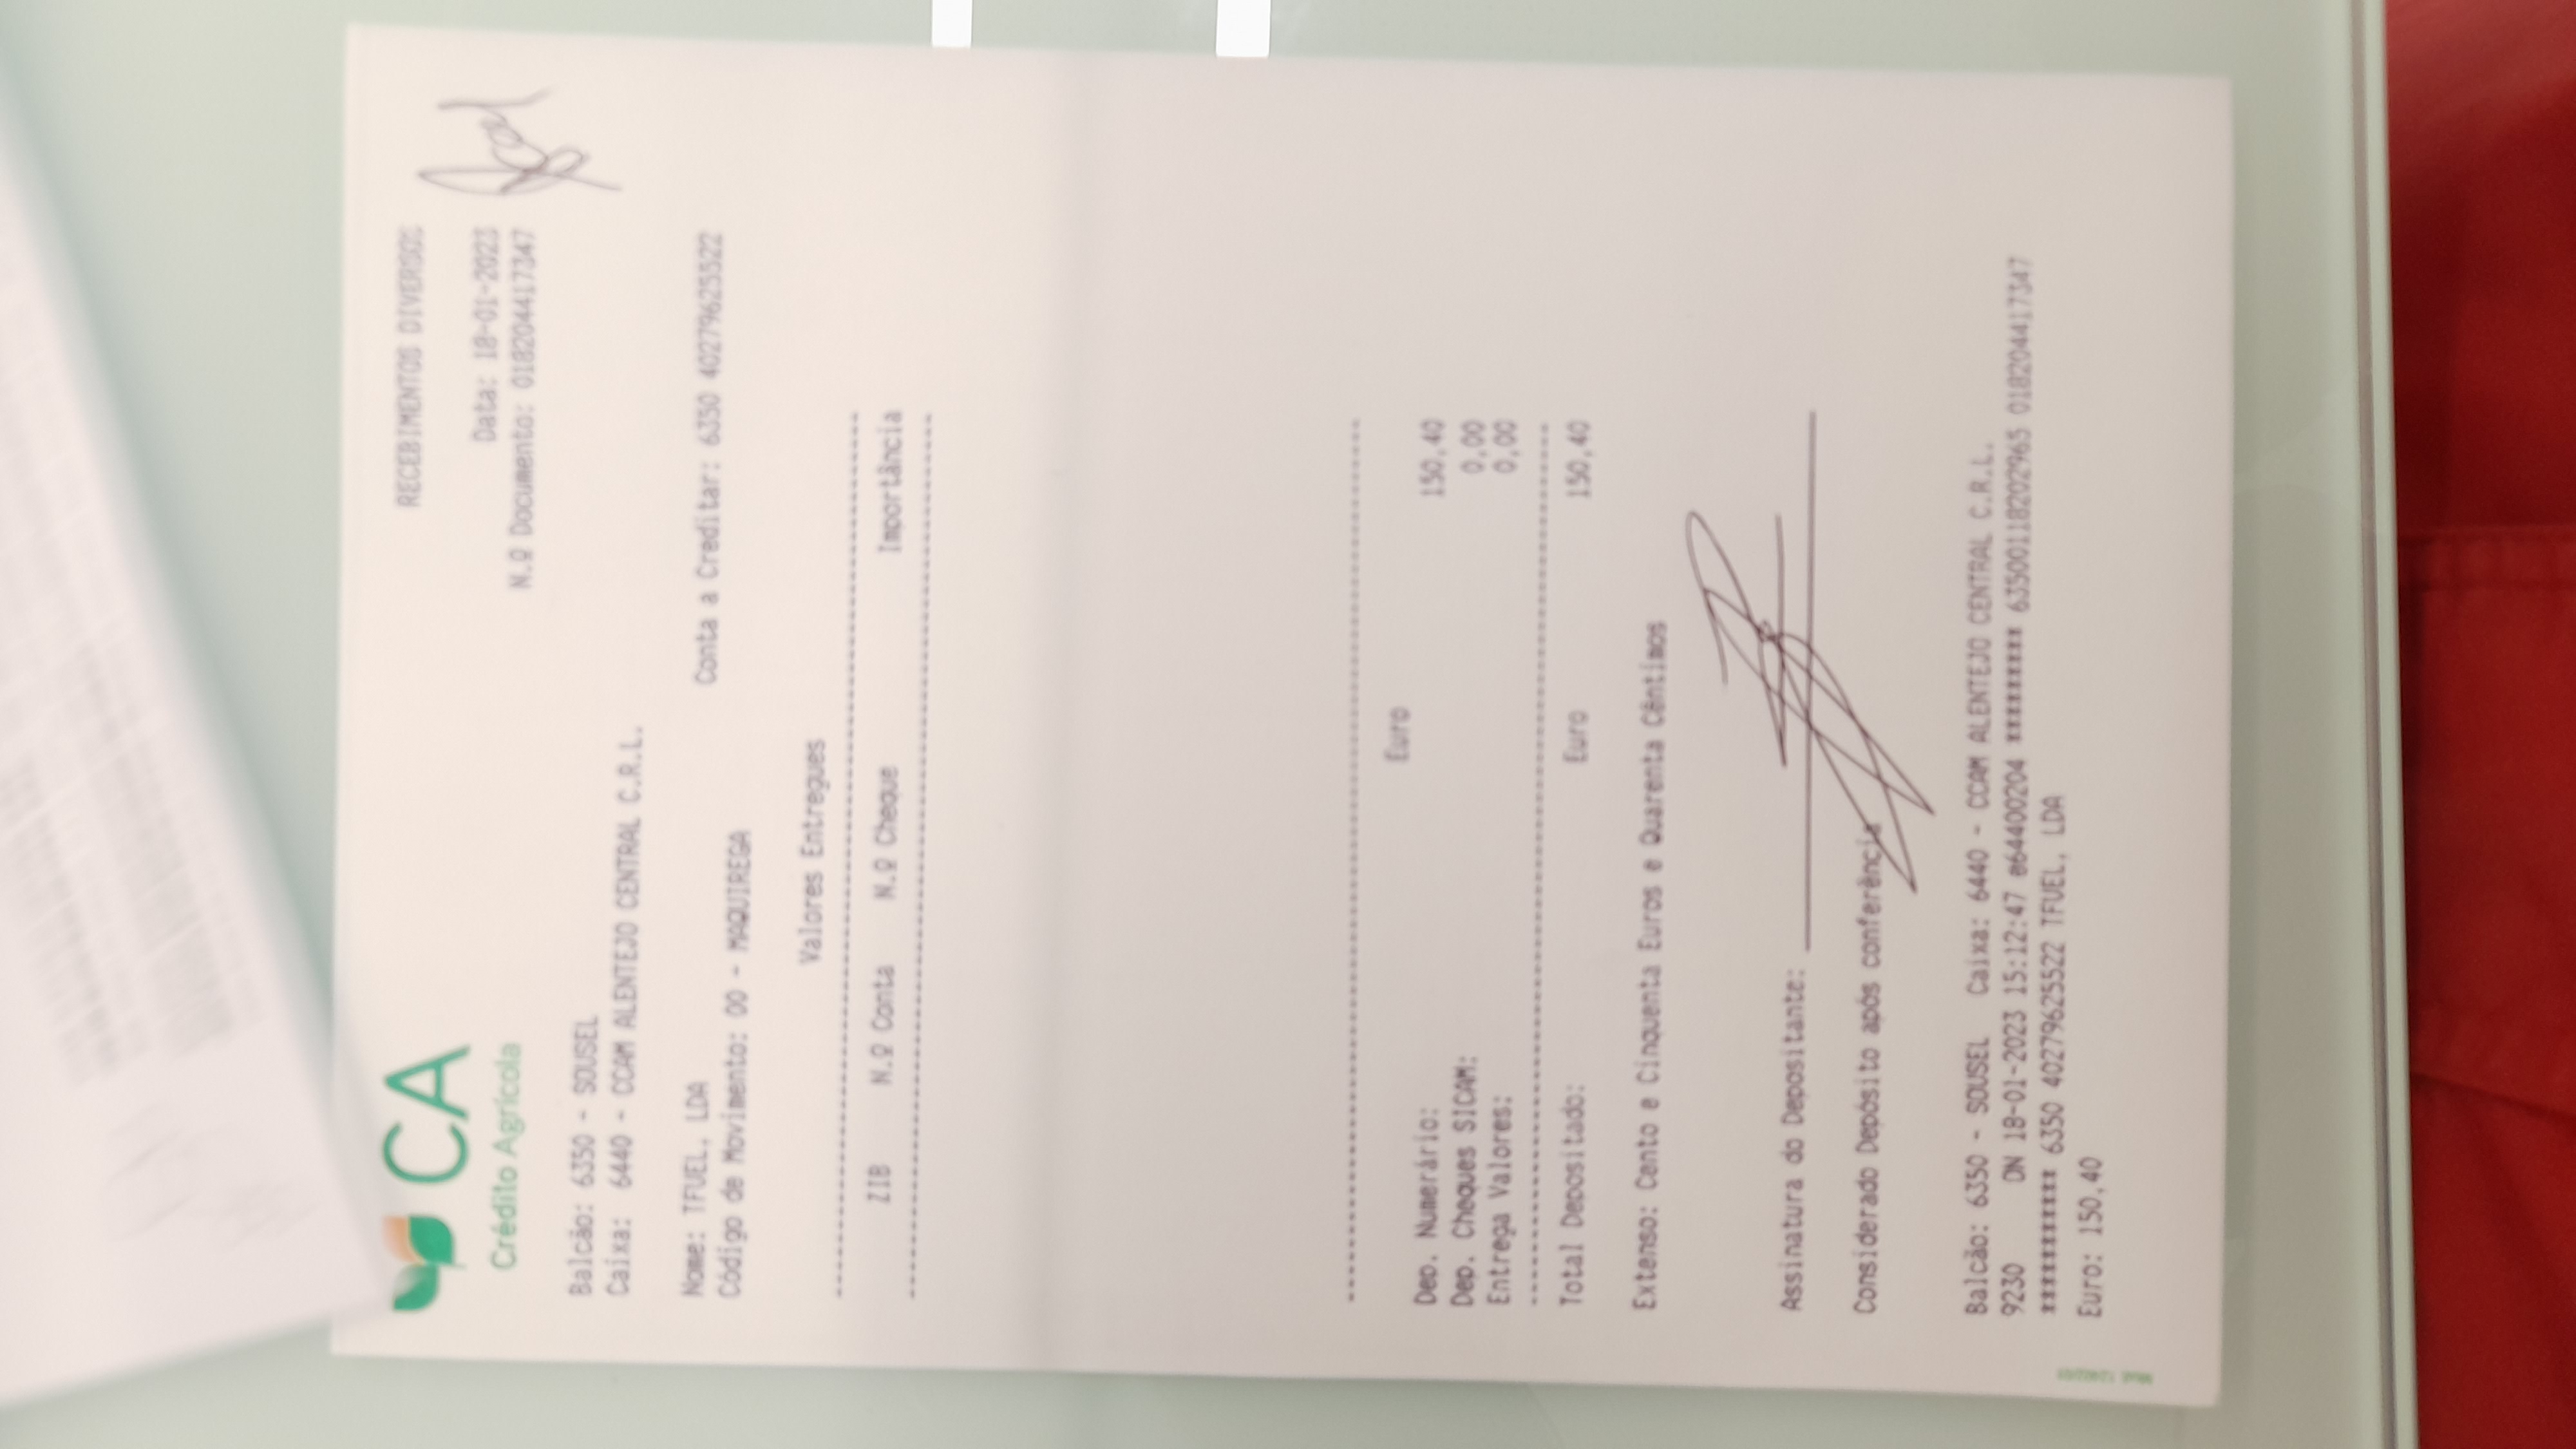 CA
Crédito Agrícola
RECEBIMENTOS DIVERSOS
Data: 18-01-2023
N.º Documento: 018204417347
Balcão: 6350 - SOUSEL
Caixa: 6440 - CCAM ALENTEJO CENTRAL C.R.L.
Nome: TFUEL, LDA Conta a Creditar: 6350 40279625522
Código de Movimento: 00 - MAQUIREGA
Valores Entregues
ZIB N.º Conta N.º Cheque Importância
Euro
Dep. Numerário: 150,40
Dep. Cheques SICAM: 0,00
Entrega Valores: 0,00
Total Depositado: Euro 150,40
Extenso: Cento e Cinquenta Euros e Quarenta Cêntimos
Assinatura do Depositante:
Considerado Depósito após conferência
Balcão: 6350 - SOUSEL Caixa: 6440 - CCAM ALENTEJO CENTRAL C.R.L.
9230 ON 18-01-2023 15:12:47 e64400204 ******** 63500118202965 018204417347
********** 6350 40279625522 TFUEL, LDA
Euro: 150,40